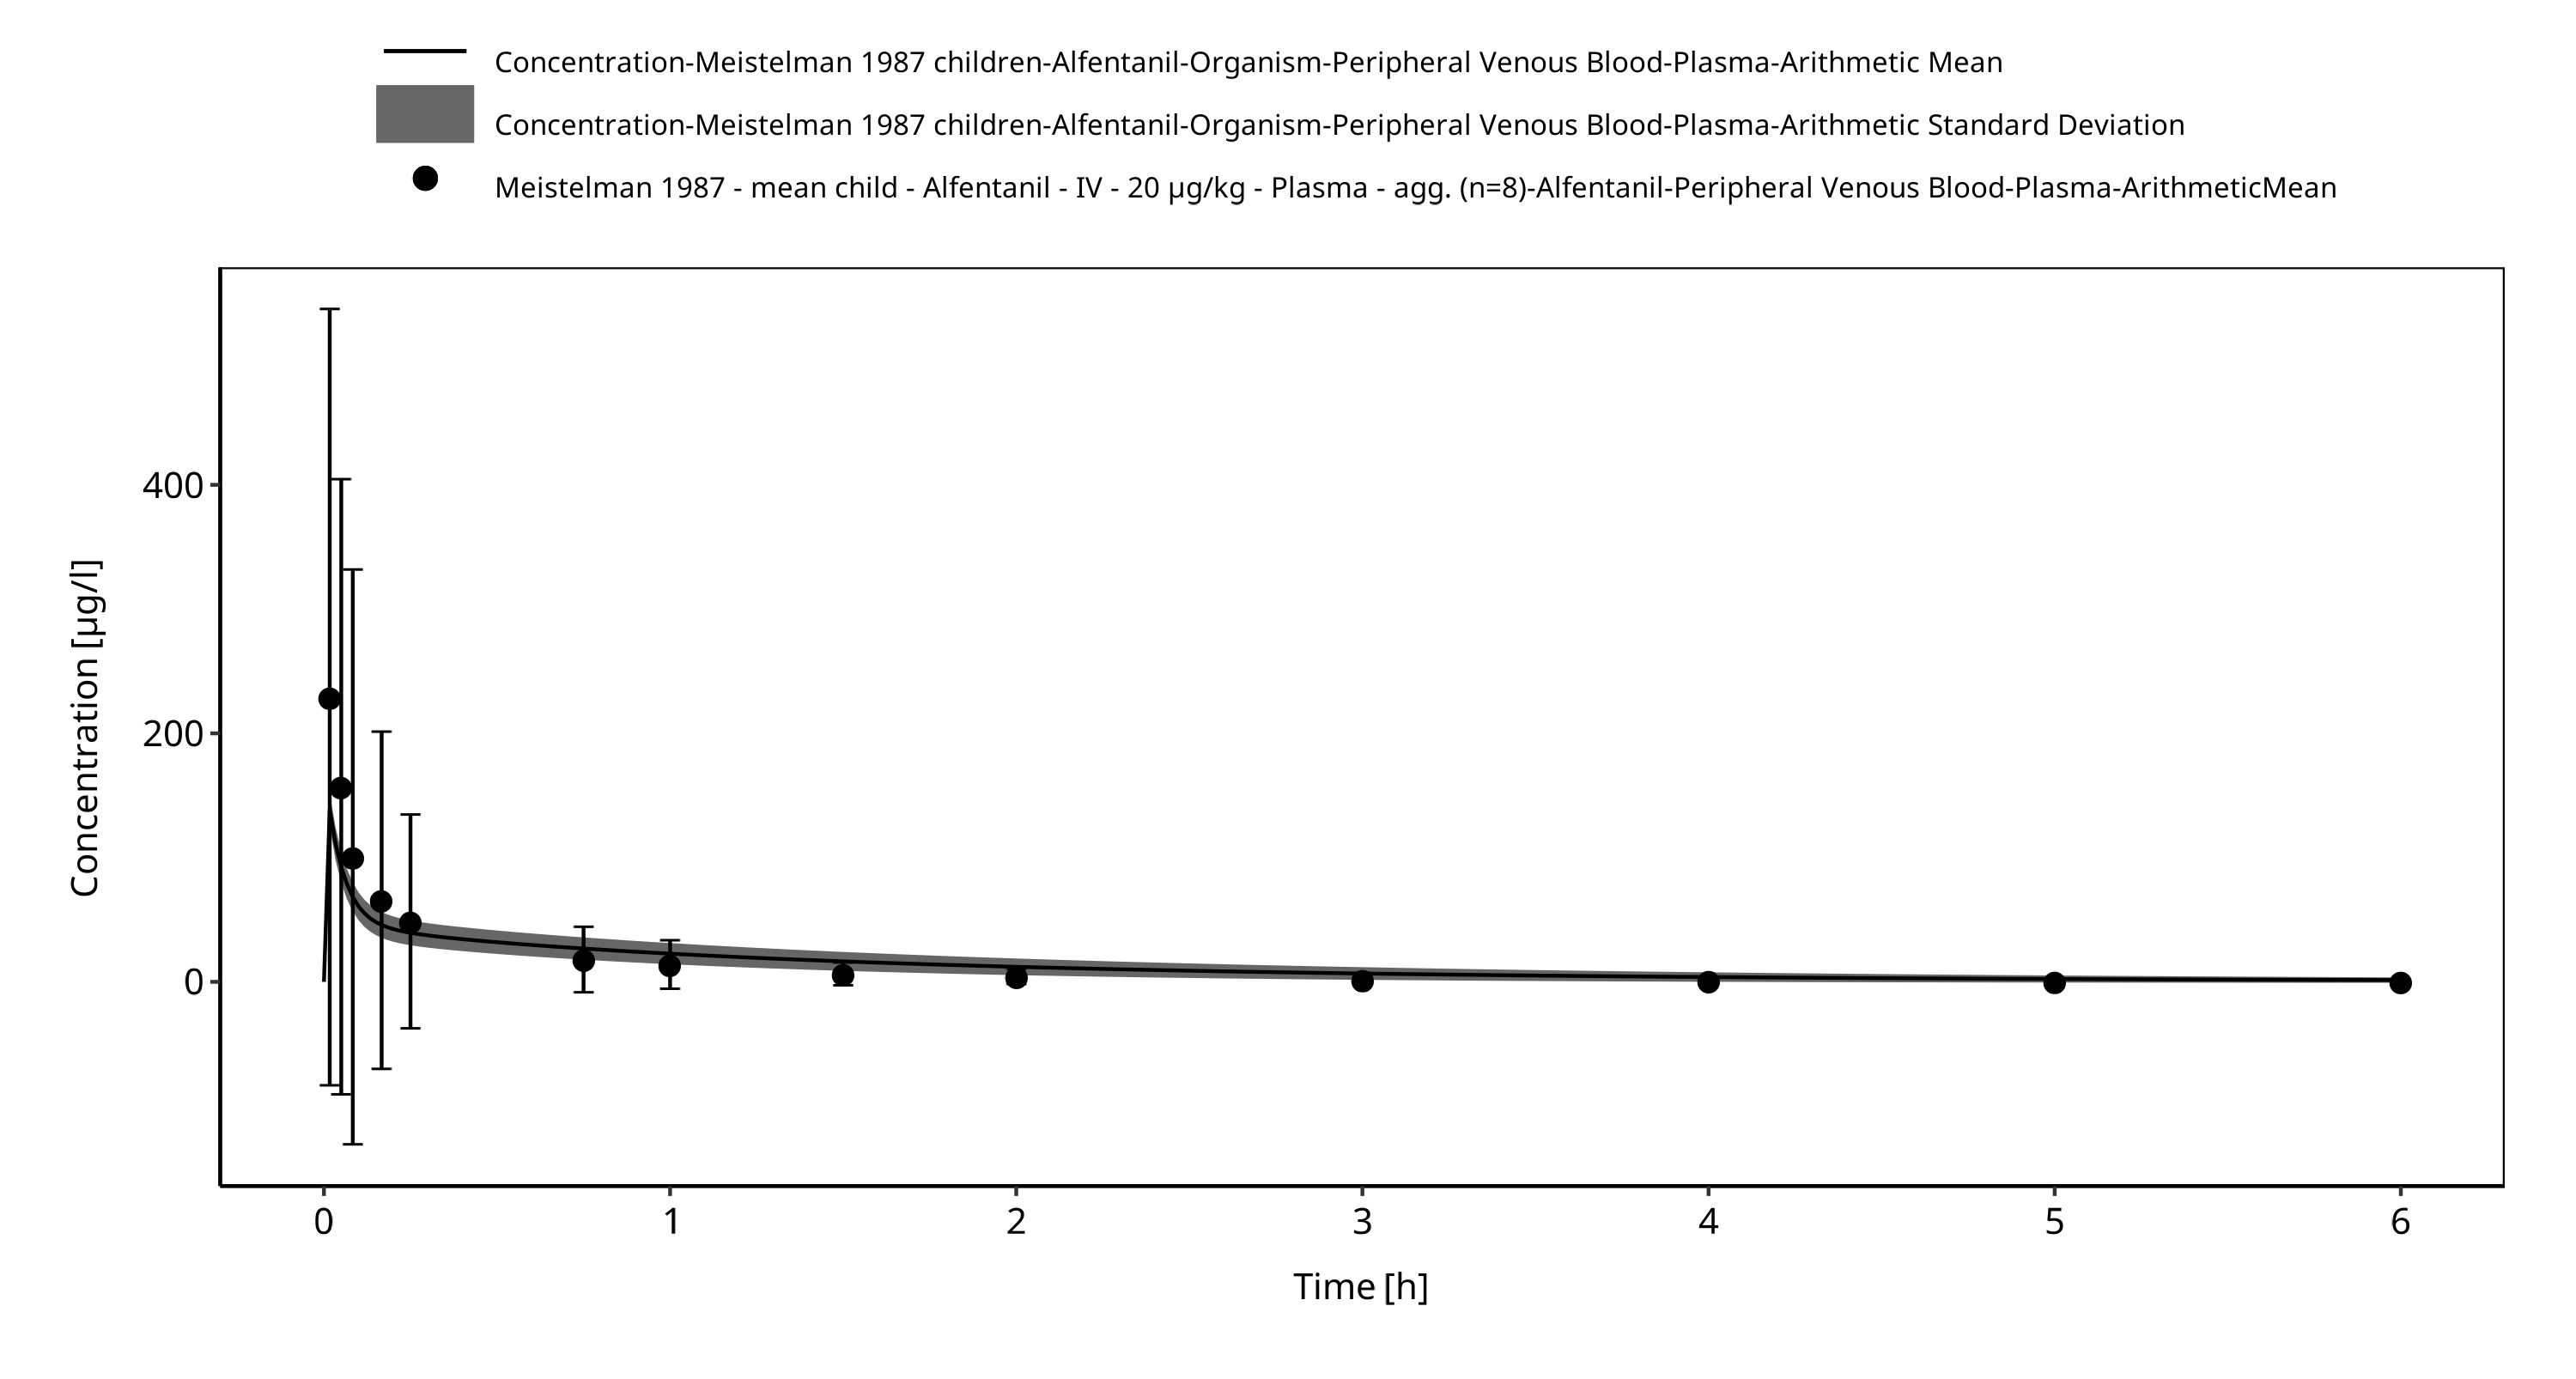 Concentration-Meistelman 1987 children-Alfentanil-Organism-Peripheral Venous Blood-Plasma-Arithmetic Mean
Concentration-Meistelman 1987 children-Alfentanil-Organism-Peripheral Venous Blood-Plasma-Arithmetic Standard Deviation
Meistelman 1987 - mean child - Alfentanil - IV - 20 µg/kg - Plasma - agg. (n=8)-Alfentanil-Peripheral Venous Blood-Plasma-ArithmeticMean
Concentration [µg/l]
400
200
0
0 1 2 3 4 5 6
Time [h]